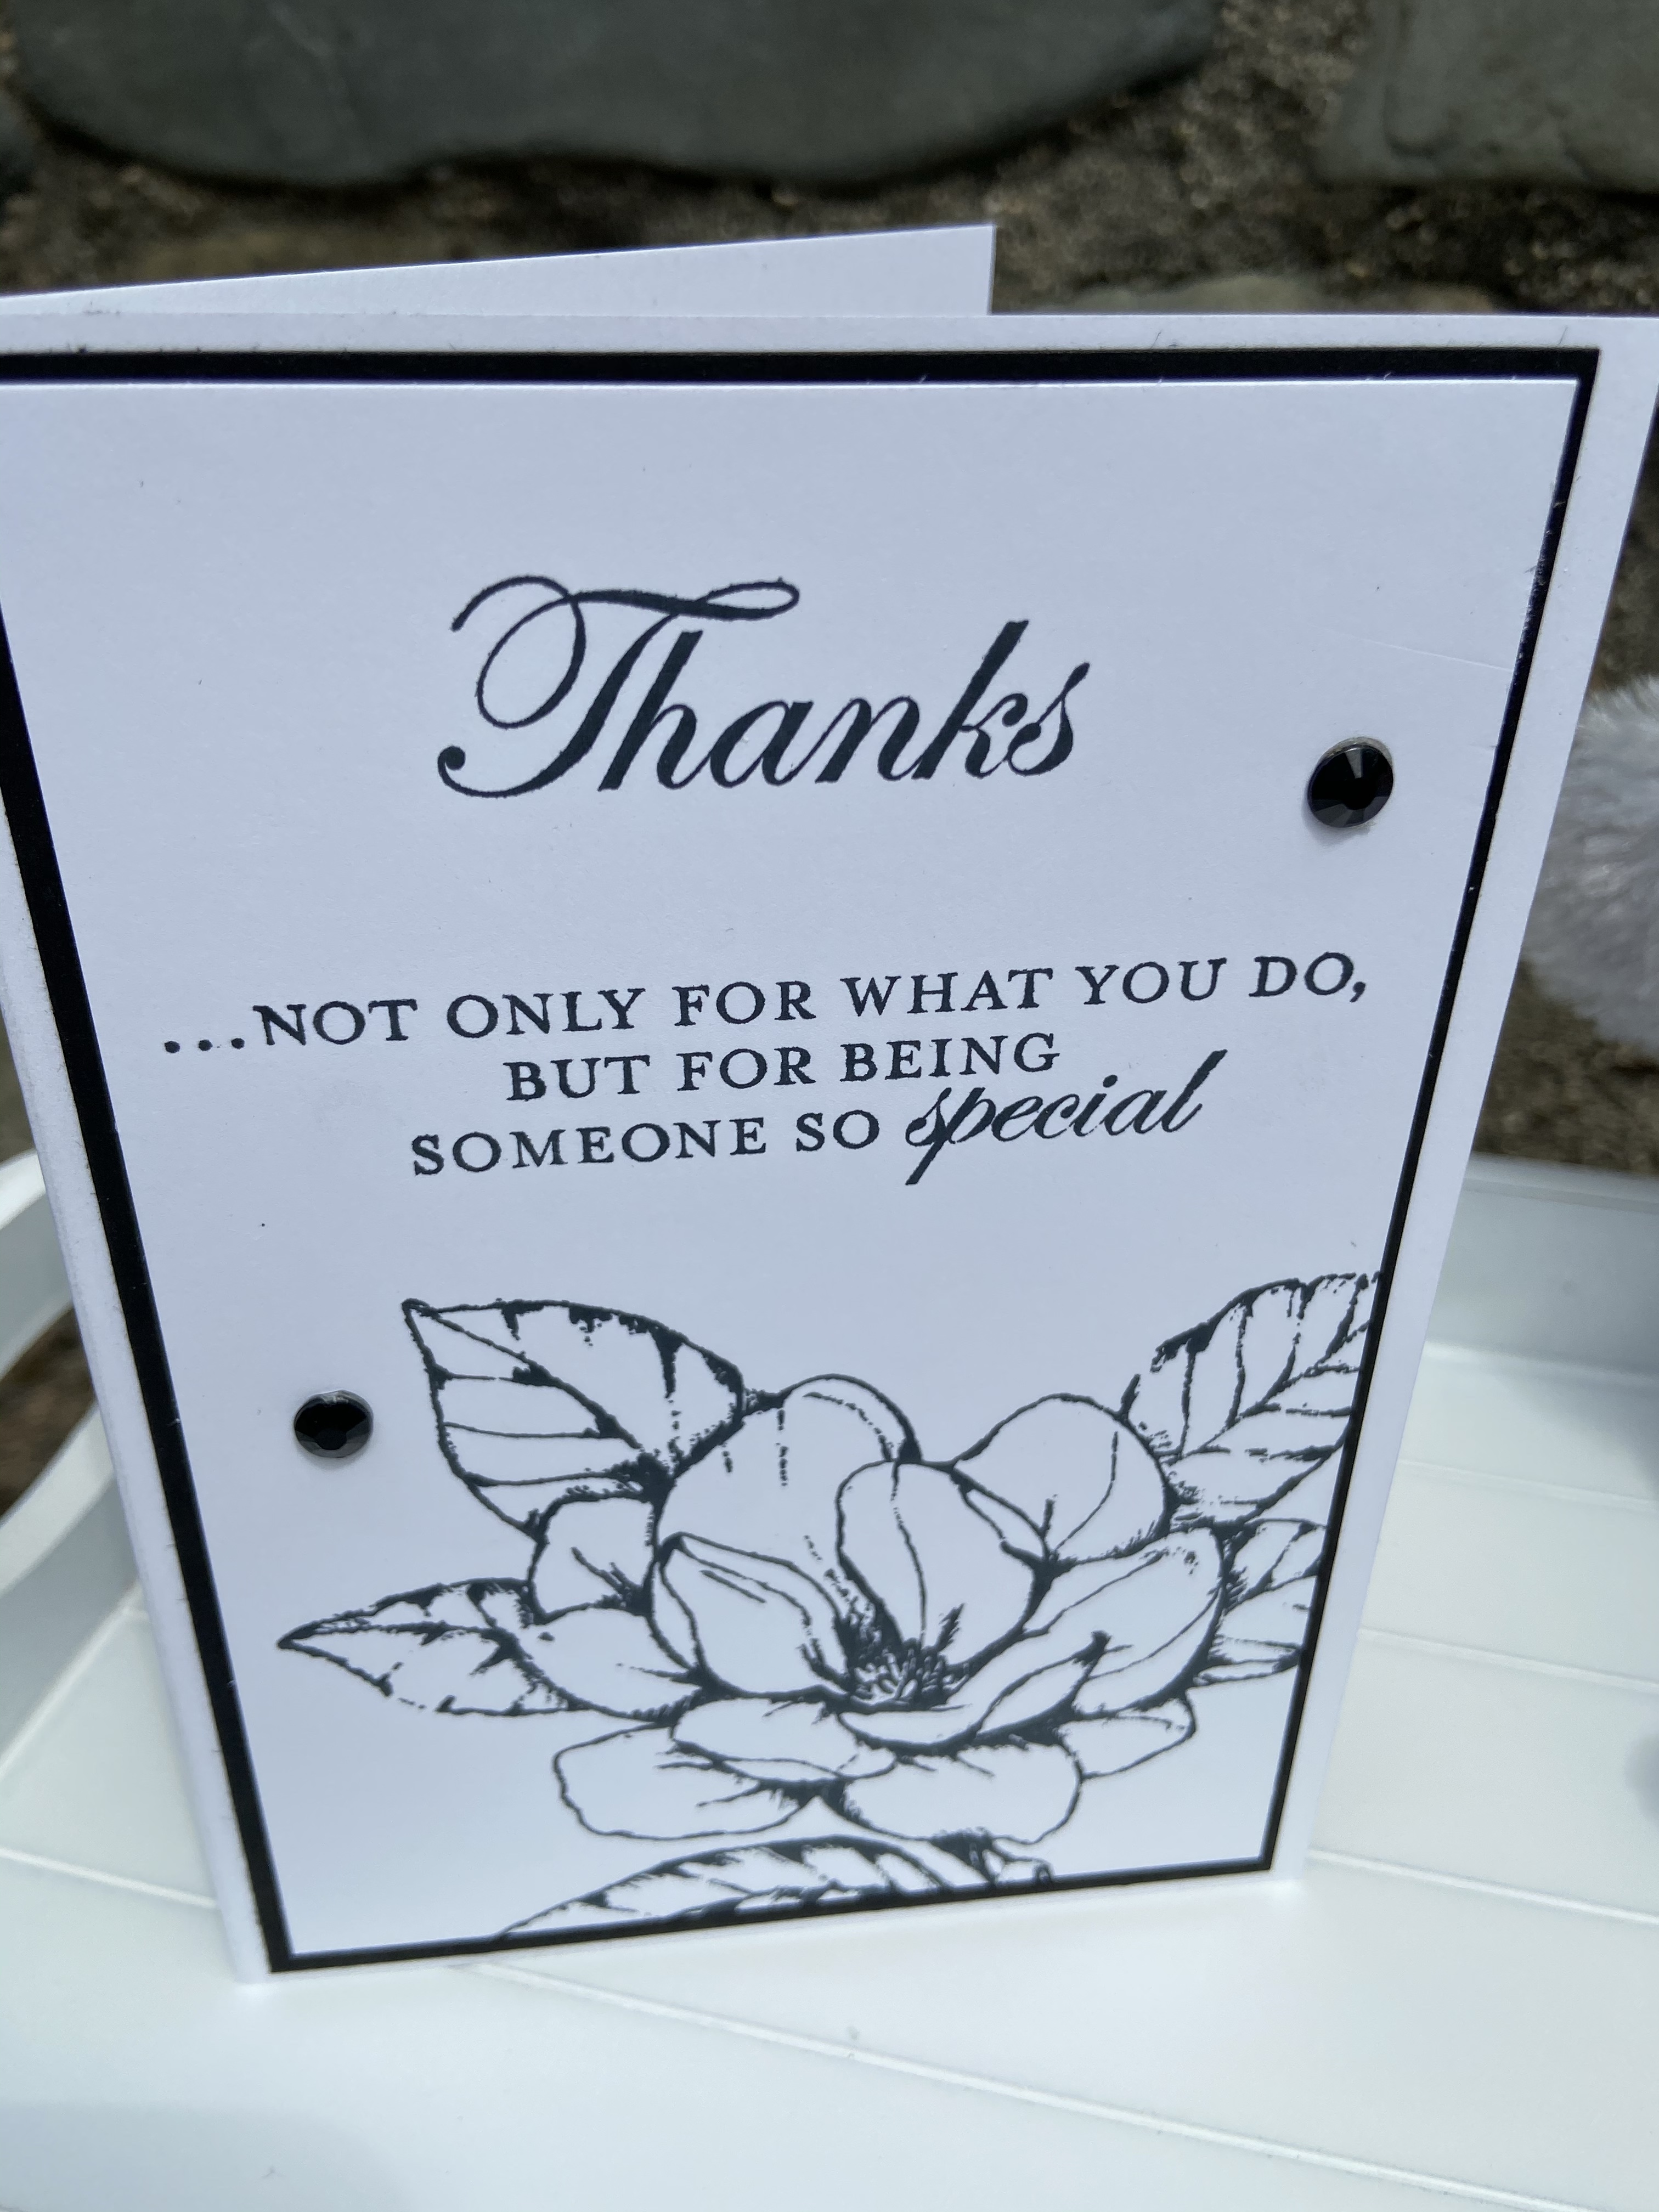 Thanks
...NOT ONLY FOR WHAT YOU DO,
BUT FOR BEING
SOMEONE SO special